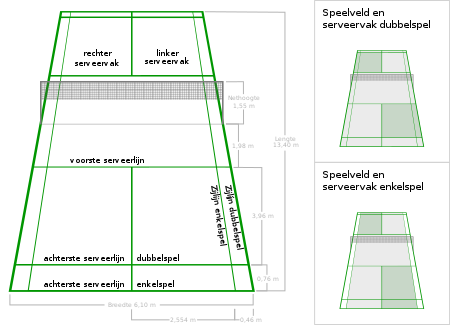 rechter
serveervak
linker
serveervak
Nethoogte
1,55 m
Lengte
13,40 m
1,98 m
voorste serveerlijn
Zijlijn enkelspel
Zijlijn dubbelspel
3,96 m
achterste serveerlijn dubbelspel
0,76 m
achterste serveerlijn enkelspel
Breedte 6,10 m
2,554 m
0,46 m
Speelveld en
serveervak dubbelspel
Speelveld en
serveervak enkelspel